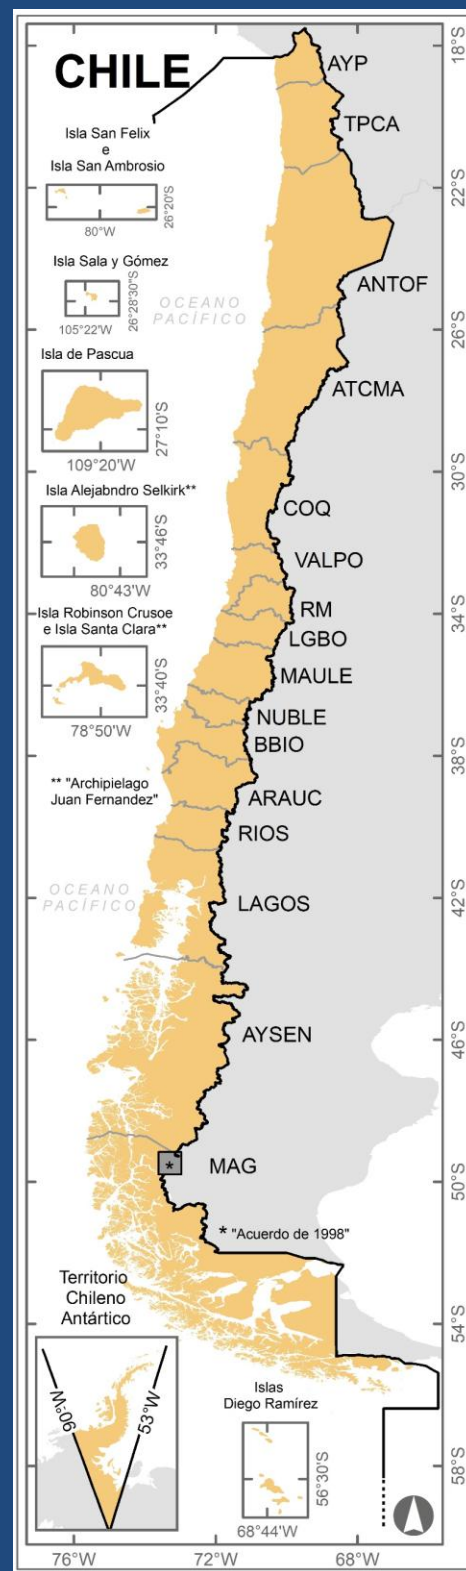 CHILE
18°S
AYP
TPCA
Isla San Felix
e
Isla San Ambrosio
26°20'S
80°W
22°S
Isla Sala y Gómez
26°28'30"S
105°22'W
OCEANO
PACÍFICO
ANTOF
26°S
Isla de Pascua
27°10'S
109°20'W
ATCMA
30°S
Isla Alejabndro Selkirk**
33°46'S
80°43'W
COQ
VALPO
Isla Robinson Crusoe
e Isla Santa Clara**
33°40'S
78°50'W
RM
34°S
LGBO
MAULE
NUBLE
BBIO
38°S
** "Archipielago
Juan Fernandez"
ARAUC
RIOS
OCEANO
PACÍFICO
LAGOS
42°S
AYSEN
46°S
*
MAG
50°S
* "Acuerdo de 1998"
Territorio
Chileno
Antártico
54°S
90°W
53°W
Islas
Diego Ramírez
56°30'S
68°44'W
58°S
76°W
72°W
68°W